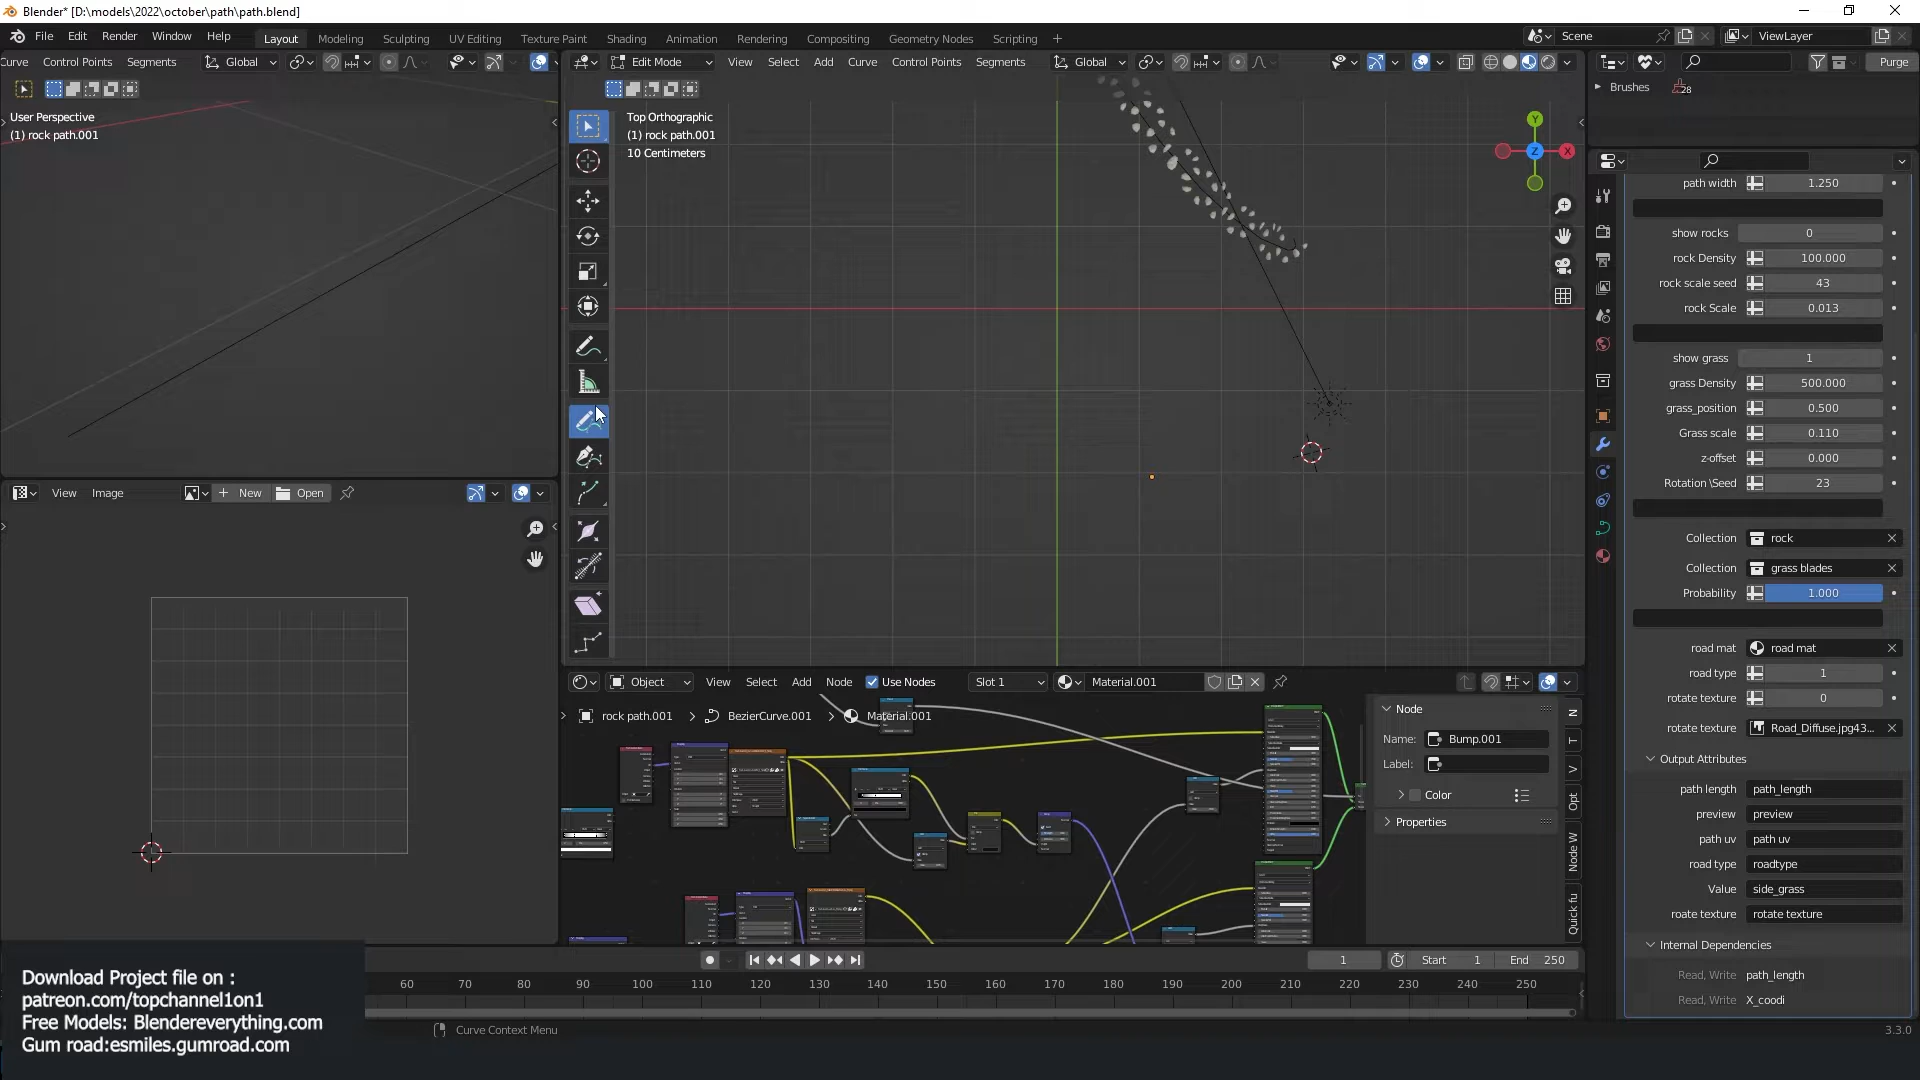 Blender* [D:\models\2022\october\path\path.blend]
File Edit Render Window Help Layout Modeling Sculpting UV Editing Texture Paint Shading Animation Rendering Compositing Geometry Nodes Scripting + Scene ViewLayer
Curve Control Points Segments Global
Edit Mode View Select Add Curve Control Points Segments Global
Purge
Brushes 28
User Perspective
(1) rock path.001
Top Orthographic
(1) rock path.001
10 Centimeters
Y
Z X
path width 1.250
show rocks 0
rock Density 100.000
rock scale seed 43
rock Scale 0.013
show grass 1
grass Density 500.000
grass_position 0.500
Grass scale 0.110
z-offset 0.000
Rotation \Seed 23
Collection rock
Collection grass blades
Probability 1.000
road mat road mat
road type 1
rotate texture 0
rotate texture Road_Diffuse.jpg43...
Output Attributes
path length path_length
preview preview
path uv path uv
road type roadtype
Value side_grass
roate texture rotate texture
Internal Dependencies
Read, Write path_length
Read, Write X_coodi
View Image New Open
Object View Select Add Node Use Nodes Slot 1 Material.001
rock path.001 BezierCurve.001 Material.001
Node
Name: Bump.001
Label:
Color
Properties
N
T
V
Opt
Node W
Quick fu
1 Start 1 End 250
60 70 80 90 100 110 120 130 140 150 160 170 180 190 200 210 220 230 240 250
Curve Context Menu
3.3.0
Download Project file on :
patreon.com/topchannel1on1
Free Models: Blendereverything.com
Gum road:esmiles.gumroad.com